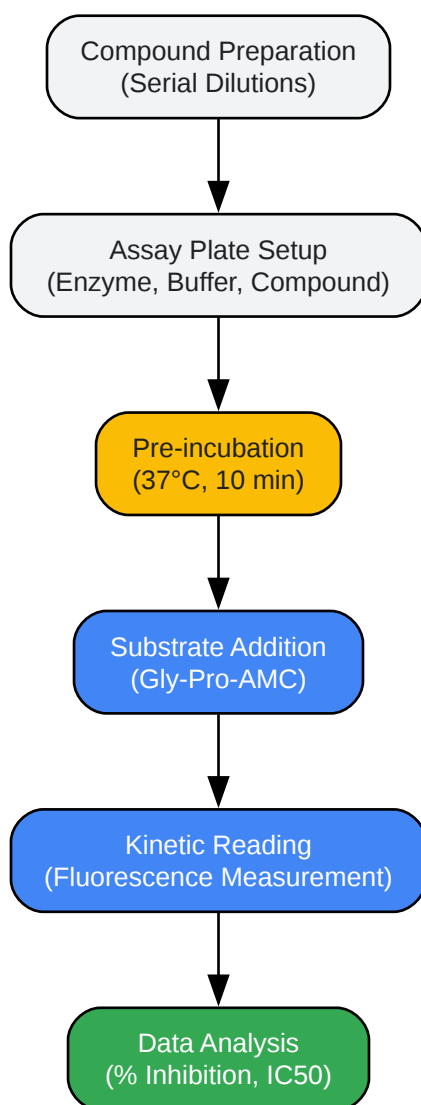 Compound Preparation
(Serial Dilutions)
Assay Plate Setup
(Enzyme, Buffer, Compound)
Pre-incubation
(37°C, 10 min)
Substrate Addition
(Gly-Pro-AMC)
Kinetic Reading
(Fluorescence Measurement)
Data Analysis
(% Inhibition, IC50)